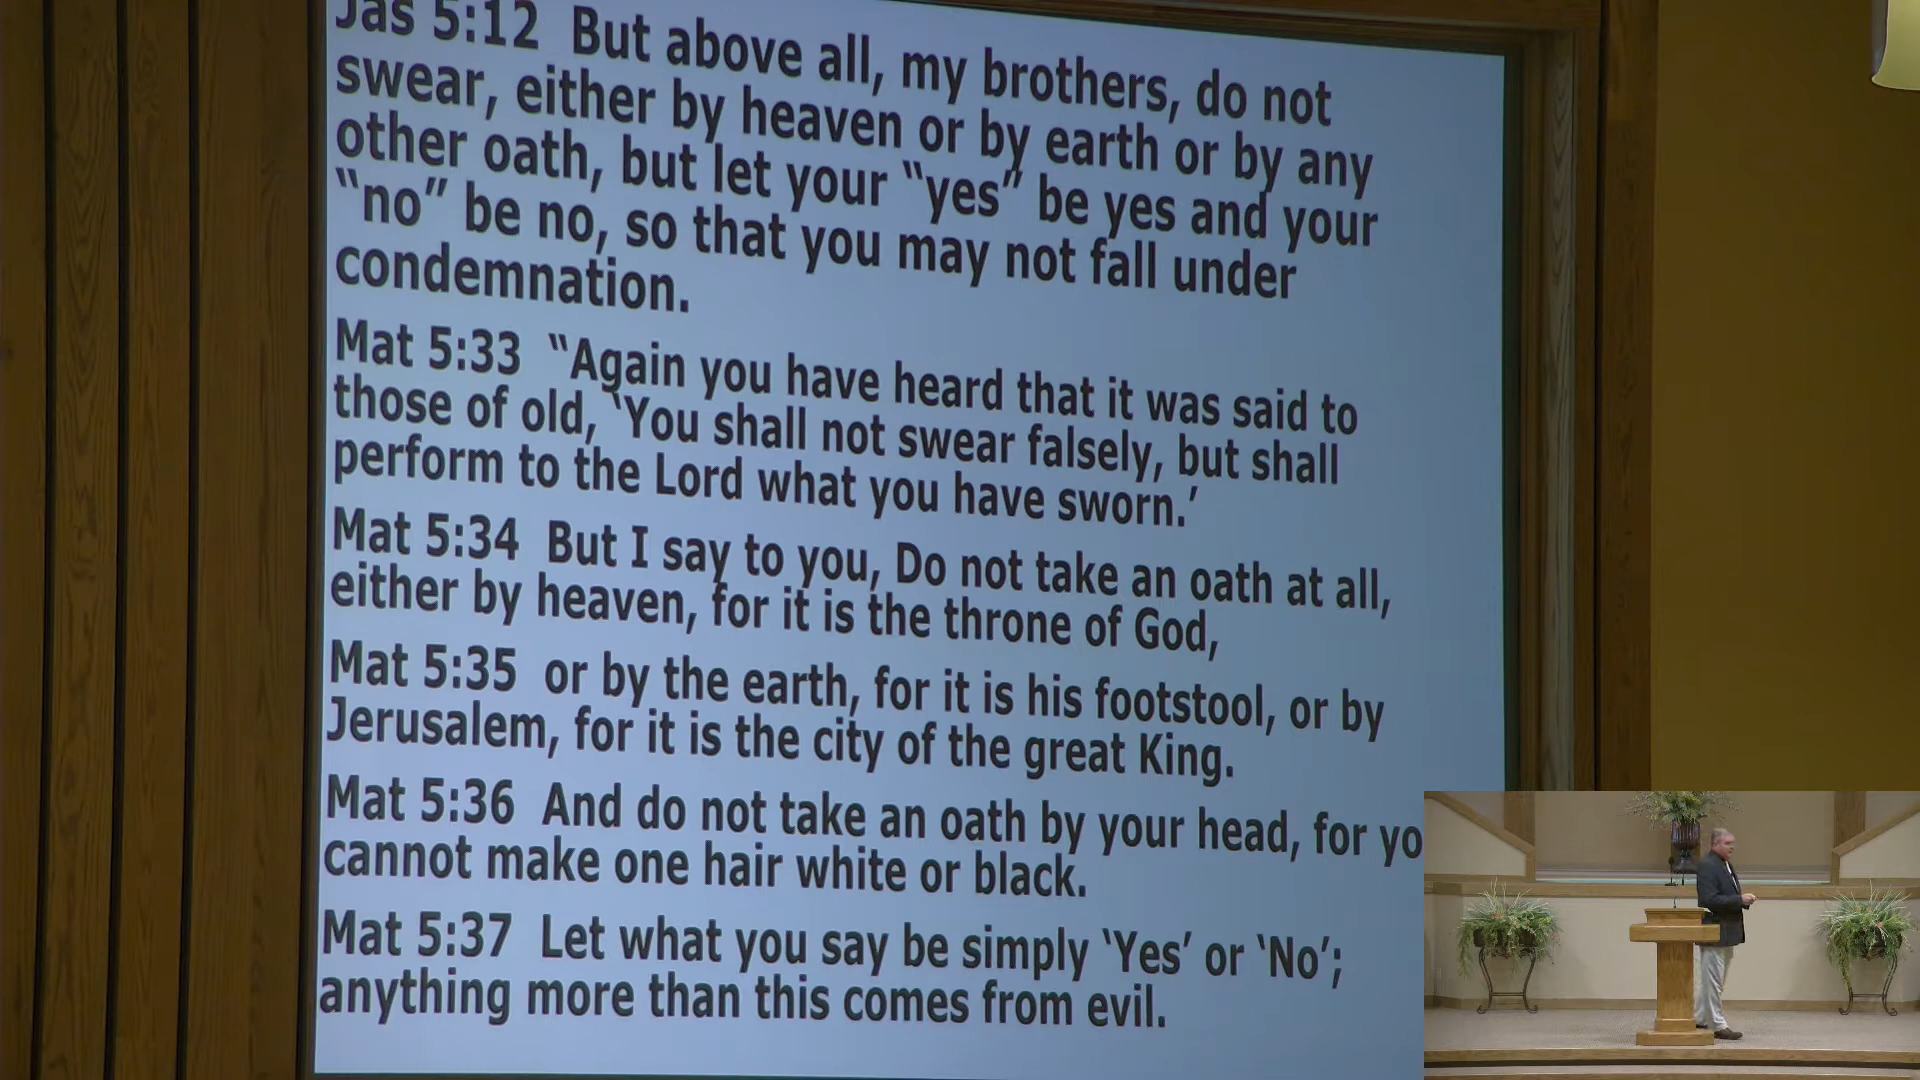 Jas 5:12 But above all, my brothers, do not
swear, either by heaven or by earth or by any
other oath, but let your “yes” be yes and your
“no” be no, so that you may not fall under
condemnation.
Mat 5:33 “Again you have heard that it was said to
those of old, ‘You shall not swear falsely, but shall
perform to the Lord what you have sworn.’
Mat 5:34 But I say to you, Do not take an oath at all,
either by heaven, for it is the throne of God,
Mat 5:35 or by the earth, for it is his footstool, or by
Jerusalem, for it is the city of the great King.
Mat 5:36 And do not take an oath by your head, for yo
cannot make one hair white or black.
Mat 5:37 Let what you say be simply ‘Yes’ or ‘No’;
anything more than this comes from evil.